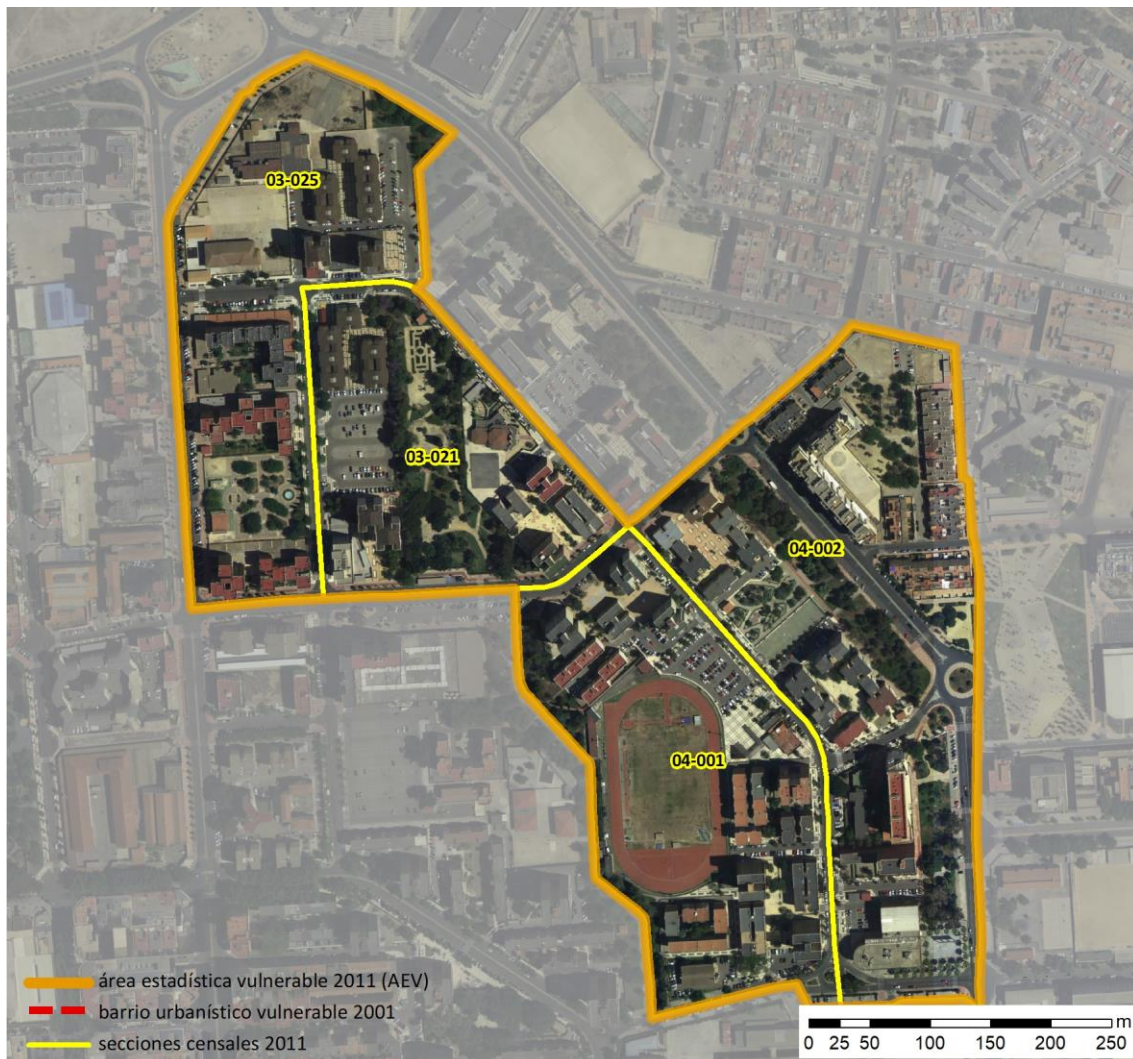 03-025
03-021
04-002
04-001
área estadística vulnerable 2011 (AEV)
barrio urbanístico vulnerable 2001
secciones censales 2011
m
0 25 50 100 150 200 250